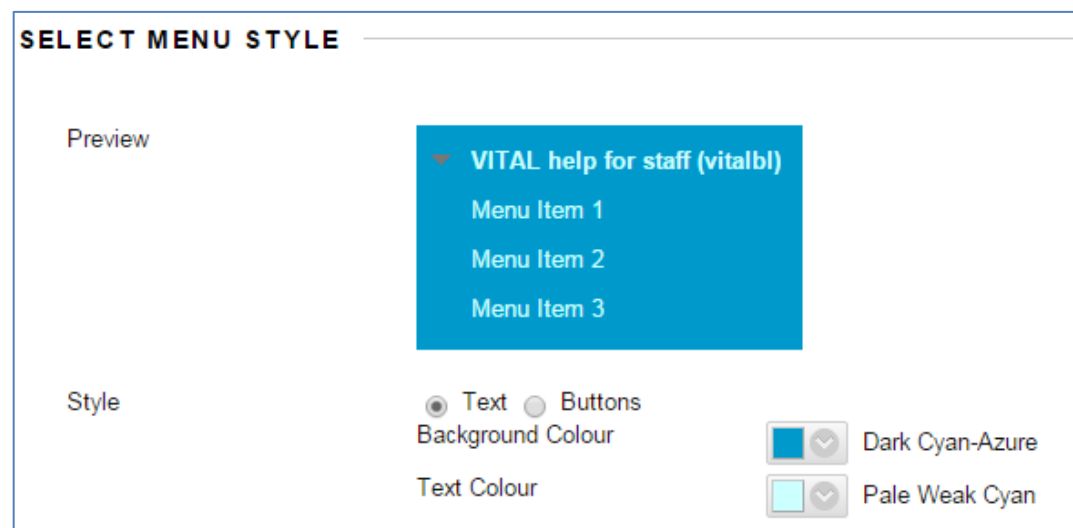 SELECT MENU STYLE
Preview
VITAL help for staff (vitalbl)
Menu Item 1
Menu Item 2
Menu Item 3
Style
Text Buttons
Background Colour Dark Cyan-Azure
Text Colour Pale Weak Cyan